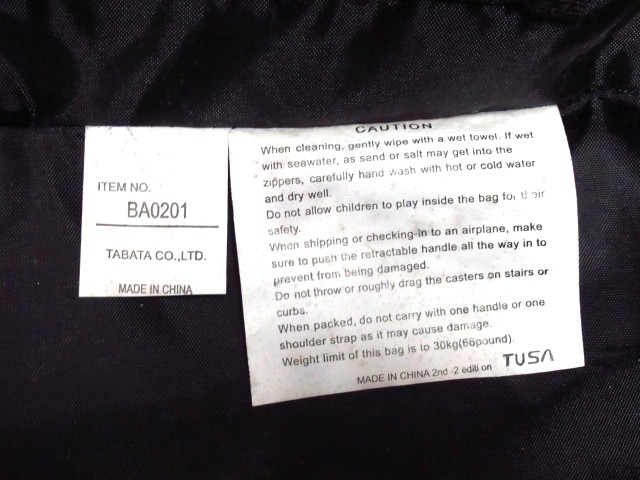 ITEM NO.
BA0201
TABATA CO.,LTD.
MADE IN CHINA
CAUTION
When cleaning, gently wipe with a wet towel. If wet
with seawater, as sand or salt may get into the
zippers, carefully hand wash with hot or cold water
and dry well.
Do not allow children to play inside the bag for their
safety.
When shipping or checking-in to an airplane, make
sure to push the retractable handle all the way in to
prevent from being damaged.
Do not throw or roughly drag the casters on stairs or
curbs.
When packed, do not carry with one handle or one
shoulder strap as it may cause damage.
Weight limit of this bag is to 30kg(66pound).
MADE IN CHINA 2nd -2 editi on TUSA